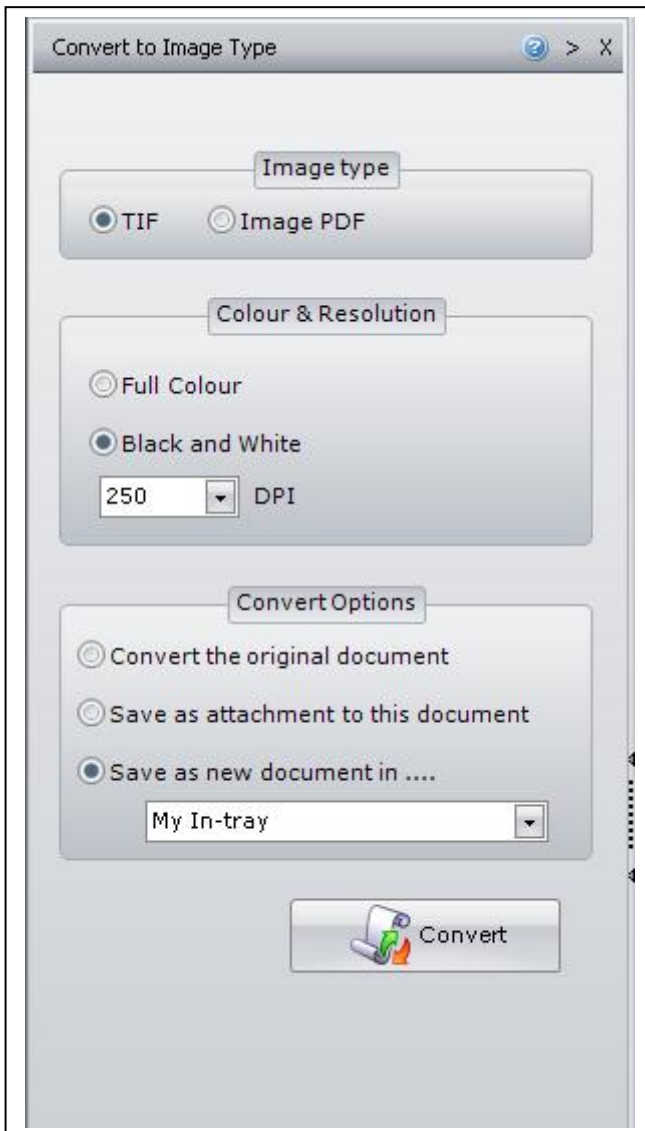 Convert to Image Type ? > X
Image type
TIF Image PDF
Colour & Resolution
Full Colour
Black and White
250 DPI
Convert Options
Convert the original document
Save as attachment to this document
Save as new document in ....
My In-tray
Convert